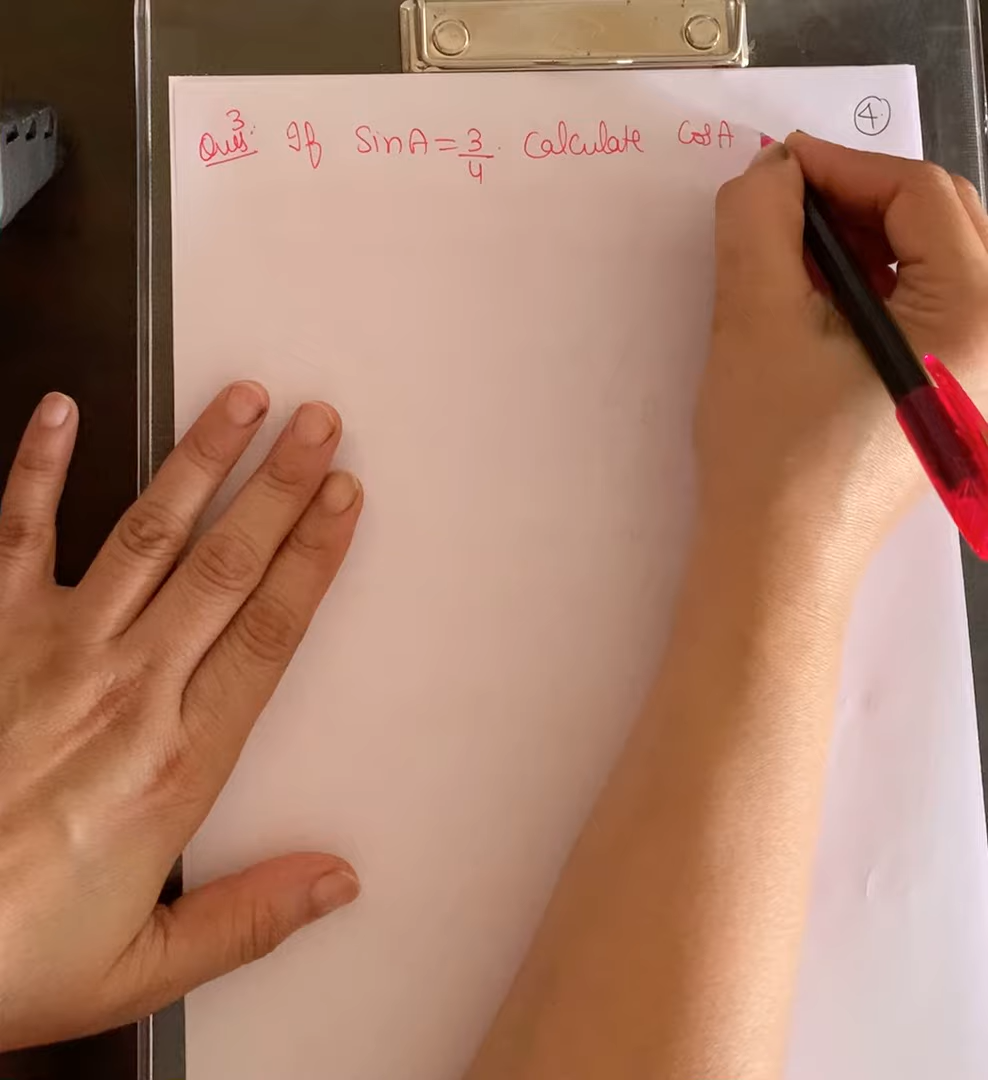 4.
Ques 3: If SinA = 3/4. Calculate CosA